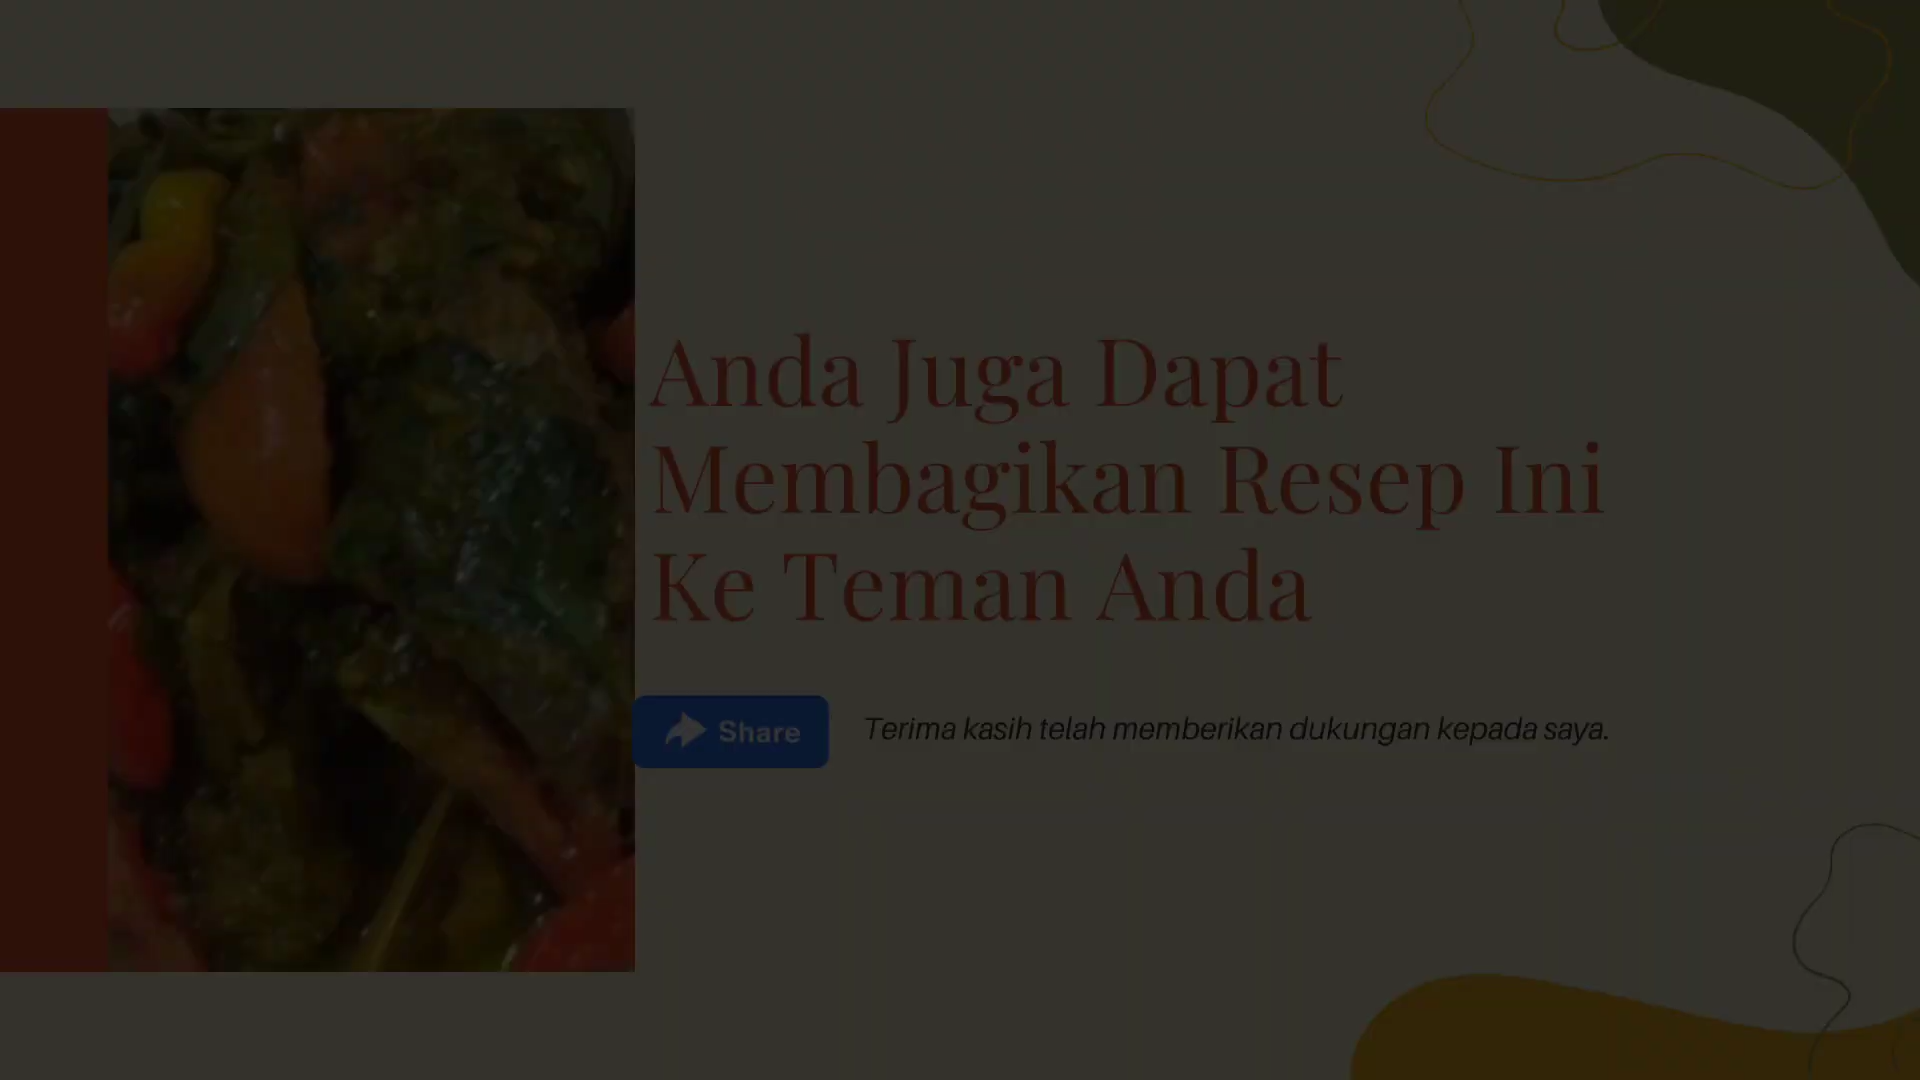 Anda Juga Dapat
Membagikan Resep Ini
Ke Teman Anda
Share
Terima kasih telah memberikan dukungan kepada saya.